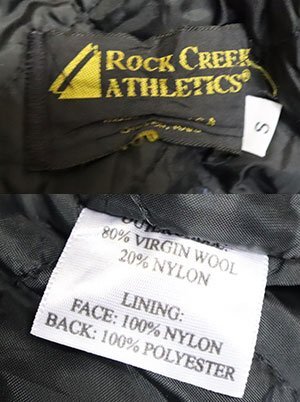 ROCK CREEK
ATHLETICS®
S
80% VIRGIN WOOL
20% NYLON
LINING:
FACE: 100% NYLON
BACK: 100% POLYESTER